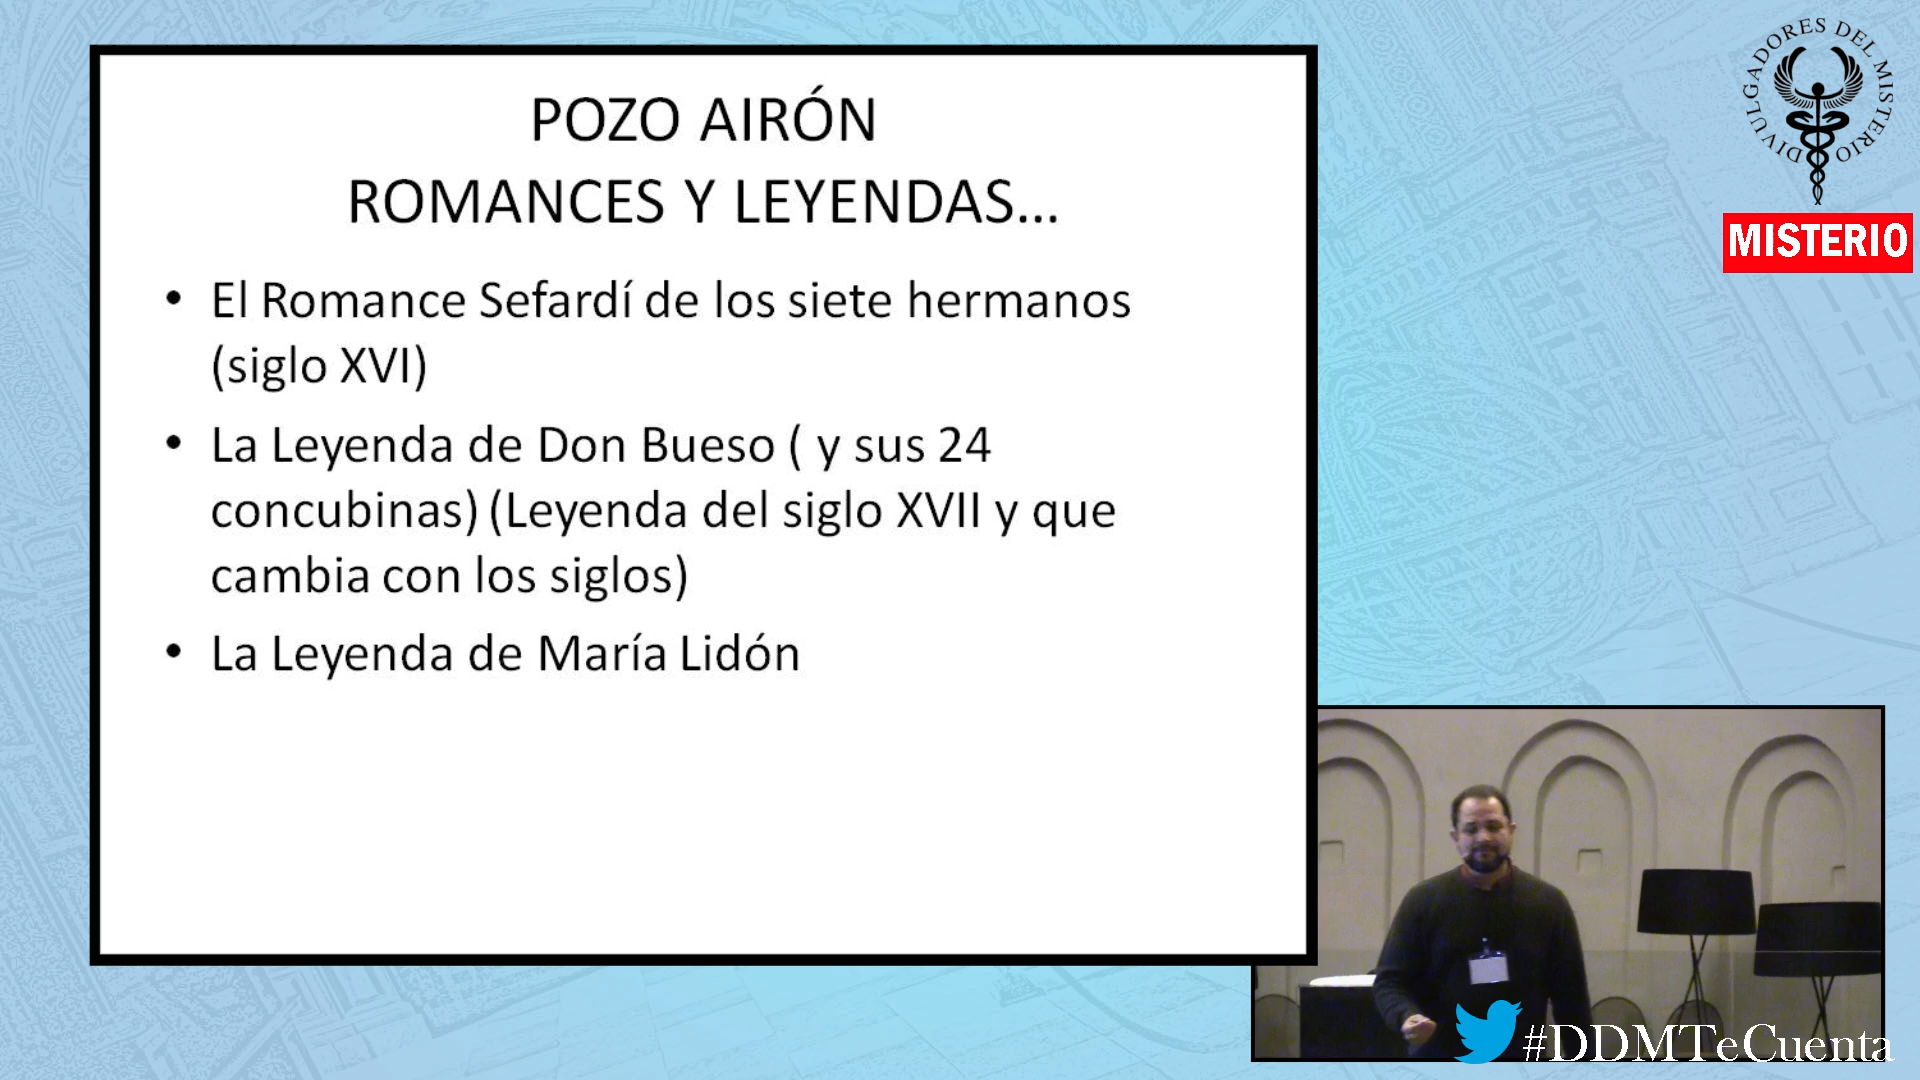 POZO AIRÓN
ROMANCES Y LEYENDAS...
• El Romance Sefardí de los siete hermanos
(siglo XVI)
• La Leyenda de Don Bueso ( y sus 24
concubinas) (Leyenda del siglo XVII y que
cambia con los siglos)
• La Leyenda de María Lidón
DIVULGADORES DEL MISTERIO
MISTERIO
#DDMTeCuenta